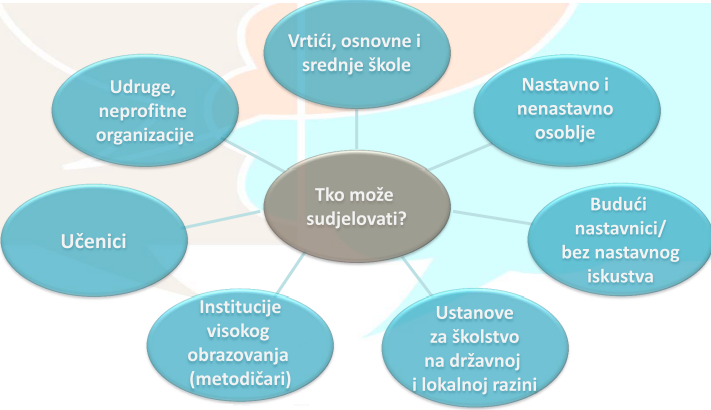 Vrtići, osnovne i
srednje škole
Udruge,
neprofitne
organizacije
Nastavno i
nenastavno
osoblje
Tko može
sudjelovati?
Učenici
Budući
nastavnici/
bez nastavnog
iskustva
Institucije
visokog
obrazovanja
(metodičari)
Ustanove
za školstvo
na državnoj
i lokalnoj razini